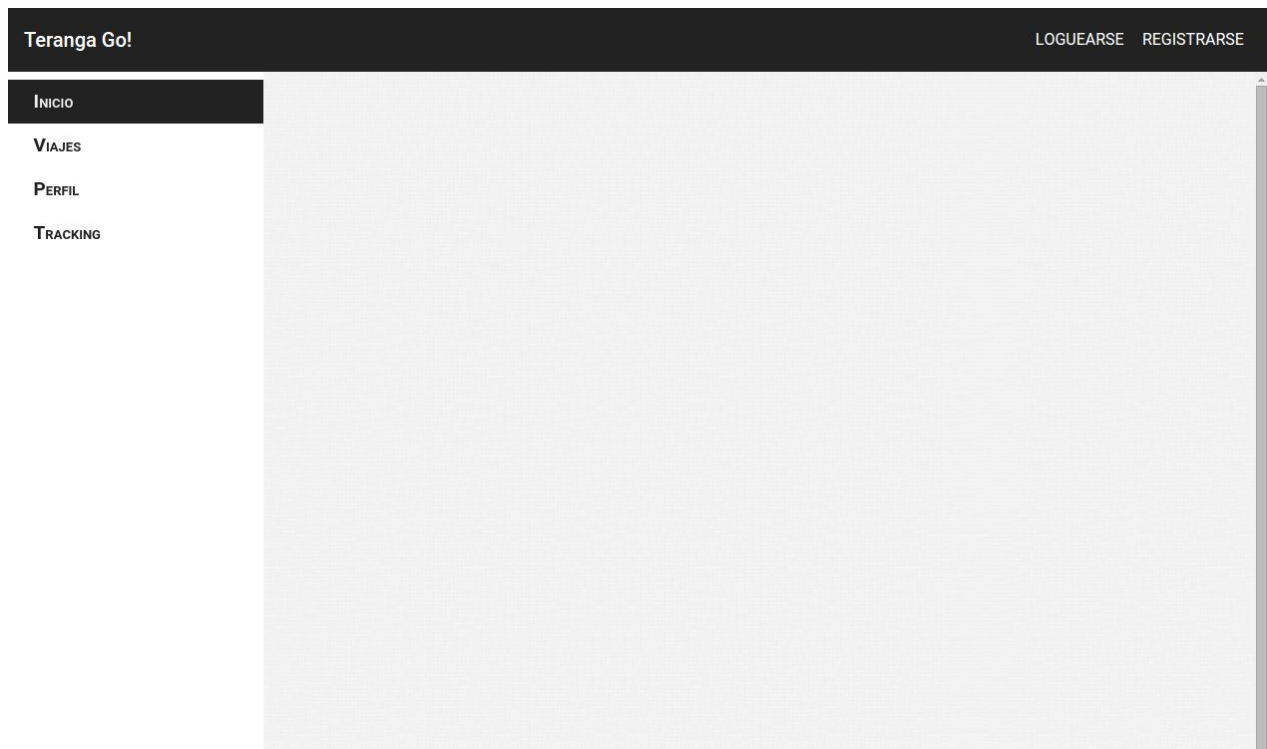 Teranga Go!
LOGUEARSE REGISTRARSE
Inicio
Viajes
Perfil
Tracking